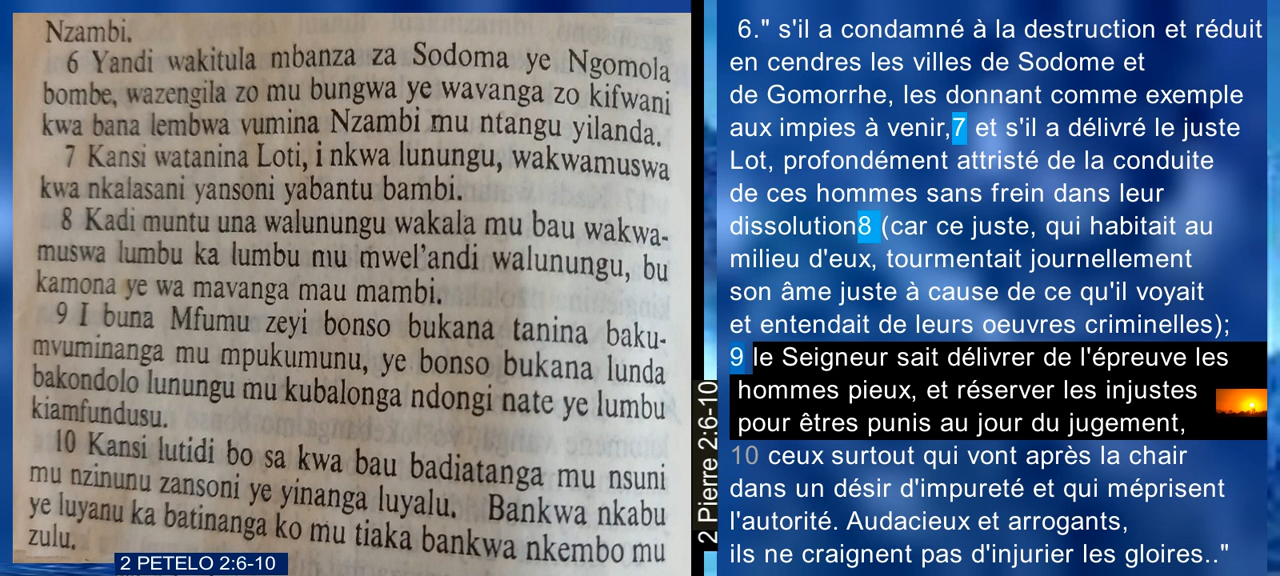 Nzambi.
6 Yandi wakitula mbanza za Sodoma ye Ngomola
bombe, wazengila zo mu bungwa ye wavanga zo kifwani
kwa bana lembwa vumina Nzambi mu ntangu yilanda.
7 Kansi watanina Loti, i nkwa lunungu, wakwamuswa
kwa nkalasani yansoni yabantu bambi.
8 Kadi muntu una walunungu wakala mu bau wakwa-
muswa lumbu ka lumbu mu mwel'andi walunungu, bu
kamona ye wa mavanga mau mambi.
9 I buna Mfumu zeyi bonso bukana tanina baku-
mvuminanga mu mpukumunu, ye bonso bukana lunda
bakondolo lunungu mu kubalonga ndongi nate ye lumbu
kiamfundusu.
10 Kansi lutidi bo sa kwa bau badiatanga mu nsuni
mu nzinunu zansoni ye yinanga luyalu. Bankwa nkabu
ye luyanu ka batinanga ko mu tiaka bankwa nkembo mu
zulu.
2 PETELO 2:6-10
2 Pierre 2:6-10
6." s'il a condamné à la destruction et réduit
en cendres les villes de Sodome et
de Gomorrhe, les donnant comme exemple
aux impies à venir,7 et s'il a délivré le juste
Lot, profondément attristé de la conduite
de ces hommes sans frein dans leur
dissolution8 (car ce juste, qui habitait au
milieu d'eux, tourmentait journellement
son âme juste à cause de ce qu'il voyait
et entendait de leurs oeuvres criminelles);
9 le Seigneur sait délivrer de l'épreuve les
hommes pieux, et réserver les injustes
pour êtres punis au jour du jugement,
10 ceux surtout qui vont après la chair
dans un désir d'impureté et qui méprisent
l'autorité. Audacieux et arrogants,
ils ne craignent pas d'injurier les gloires.."